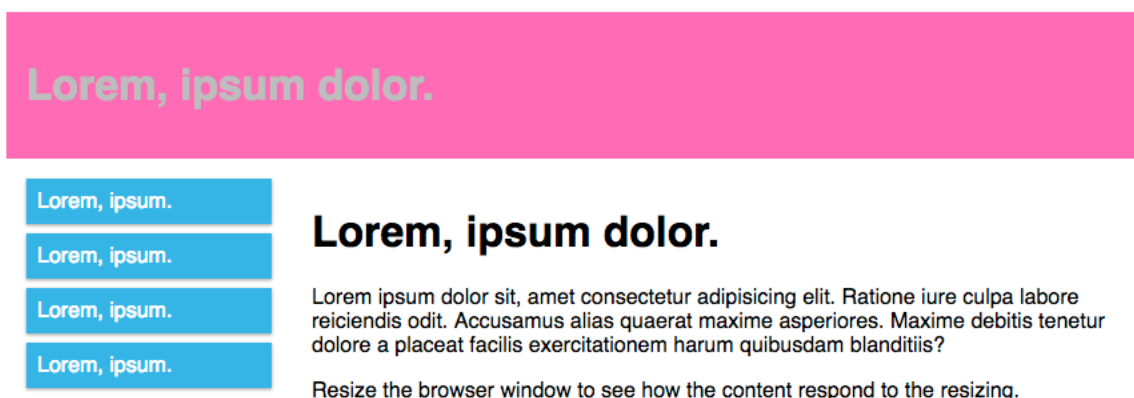 Lorem, ipsum dolor.
Lorem, ipsum.
Lorem, ipsum.
Lorem, ipsum.
Lorem, ipsum.
Lorem, ipsum dolor.
Lorem ipsum dolor sit, amet consectetur adipisicing elit. Ratione iure culpa labore
reiciendis odit. Accusamus alias quaerat maxime asperiores. Maxime debitis tenetur
dolore a placeat facilis exercitationem harum quibusdam blanditiis?
Resize the browser window to see how the content respond to the resizing.